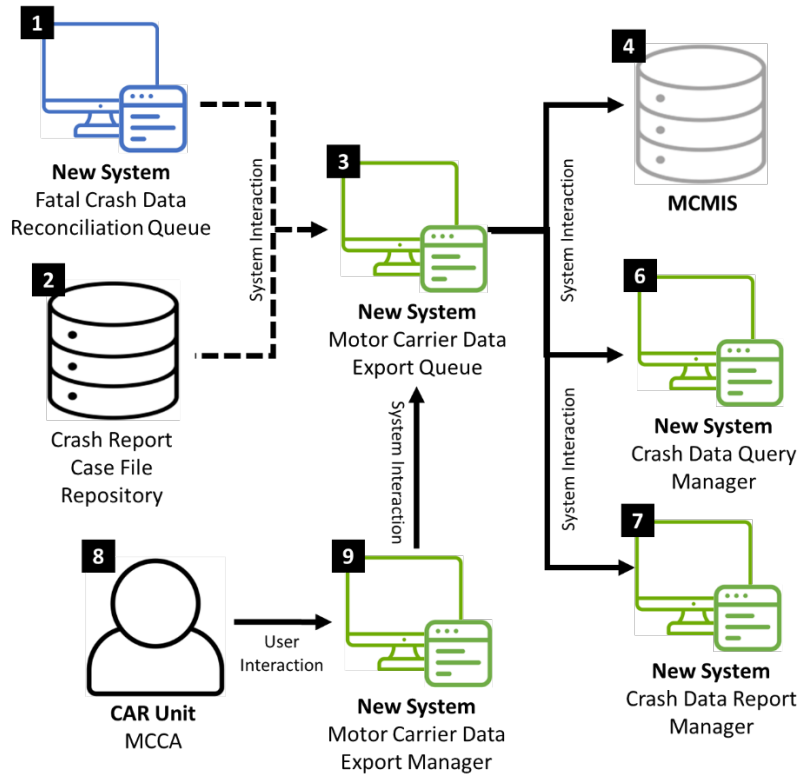 1
New System
Fatal Crash Data
Reconciliation Queue
2
Crash Report
Case File
Repository
System Interaction
3
New System
Motor Carrier Data
Export Queue
System Interaction
4
MCMIS
System Interaction
6
New System
Crash Data Query
Manager
System Interaction
7
New System
Crash Data Report
Manager
8
CAR Unit
MCCA
User
Interaction
9
New System
Motor Carrier Data
Export Manager